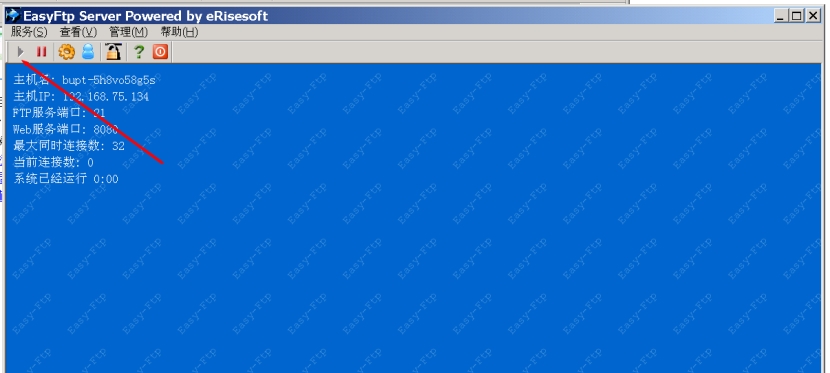 EasyFtp Server Powered by eRisesoft
服务(S) 查看(V) 管理(M) 帮助(H)
主机名: bupt-5h8vo58g5s
主机IP: 192.168.75.134
FTP服务端口: 21
Web服务端口: 8080
最大同时连接数: 32
当前连接数: 0
系统已经运行 0:00